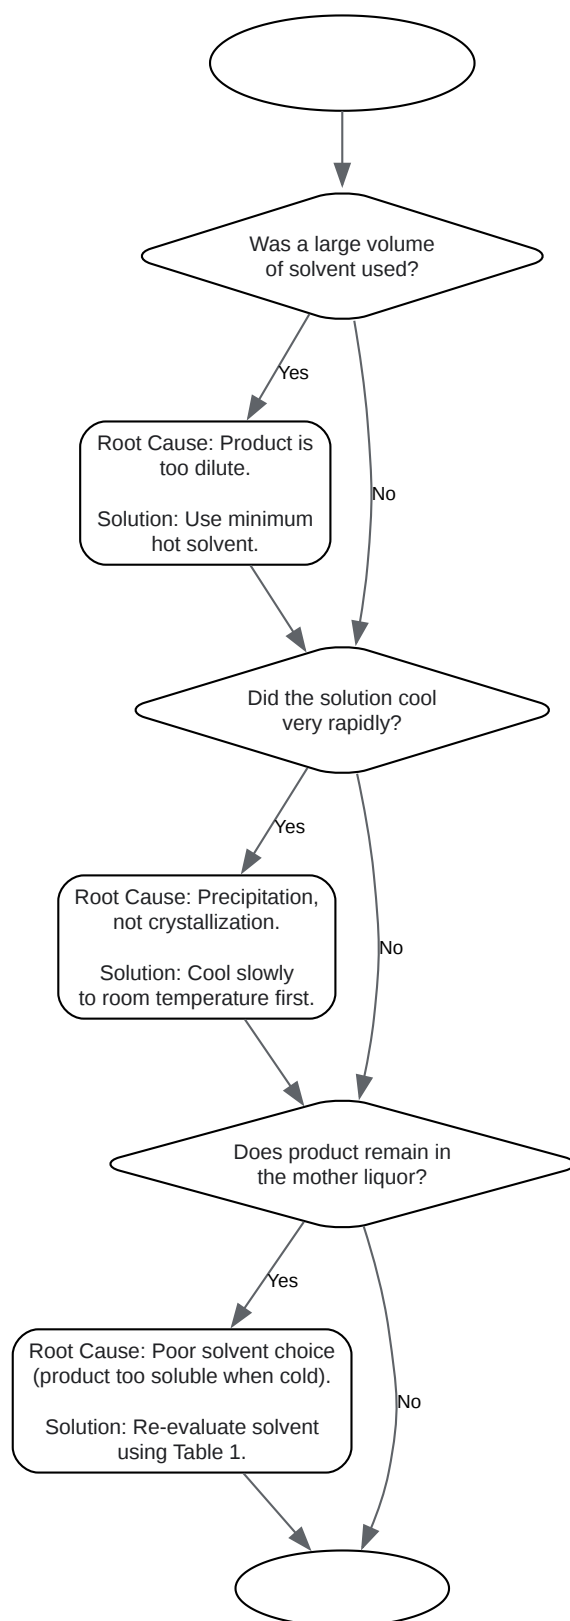 Was a large volume
of solvent used?
Yes
Root Cause: Product is
too dilute.
Solution: Use minimum
hot solvent.
No
Did the solution cool
very rapidly?
Yes
Root Cause: Precipitation,
not crystallization.
Solution: Cool slowly
to room temperature first.
No
Does product remain in
the mother liquor?
Yes
Root Cause: Poor solvent choice
(product too soluble when cold).
Solution: Re-evaluate solvent
using Table 1.
No